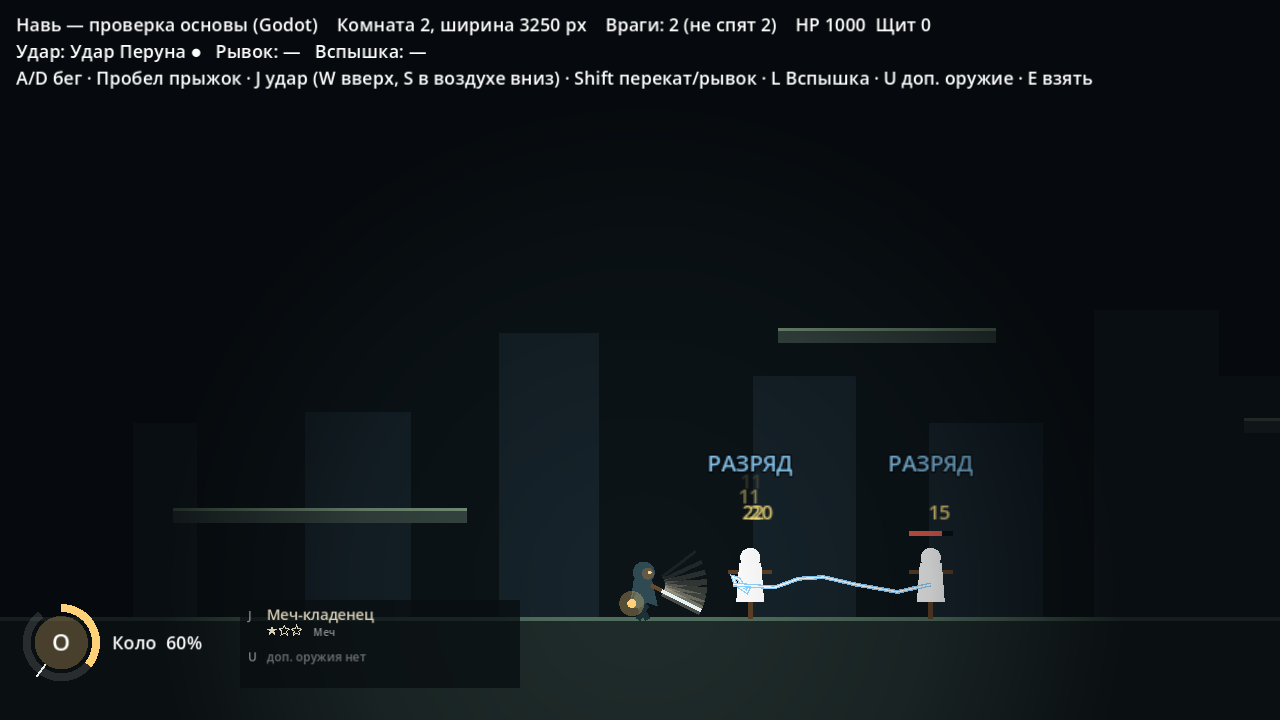 Навь — проверка основы (Godot) Комната 2, ширина 3250 px Враги: 2 (не спят 2) HP 1000 Щит 0
Удар: Удар Перуна ● Рывок: — Вспышка: —
A/D бег · Пробел прыжок · J удар (W вверх, S в воздухе вниз) · Shift перекат/рывок · L Вспышка · U доп. оружие · E взять
РАЗРЯД РАЗРЯД
11
11
20 15
J Меч-кладенец
★☆☆ Меч
О Коло 60%
U доп. оружия нет